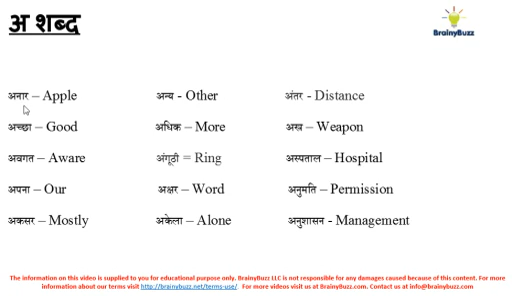 अ शब्द
BrainyBuzz
अनार – Apple अन्य - Other अंतर - Distance
अच्छा – Good अधिक – More अस्त्र – Weapon
अवगत – Aware अंगूठी = Ring अस्पताल – Hospital
अपना – Our अक्षर – Word अनुमति – Permission
अकसर – Mostly अकेला – Alone अनुशासन - Management
The information on this video is supplied to you for educational purpose only. BrainyBuzz LLC is not responsible for any damages caused because of this content. For more
information about our terms visit http://brainybuzz.net/terms-use/. For more videos visit us at BrainyBuzz.com. Contact us at info@brainybuzz.com